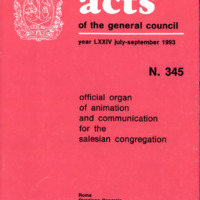 acts
of the general council
year LXXIV july-september 1993
N. 345
official organ
of animation
and communication
for the
salesian congregation
Roma